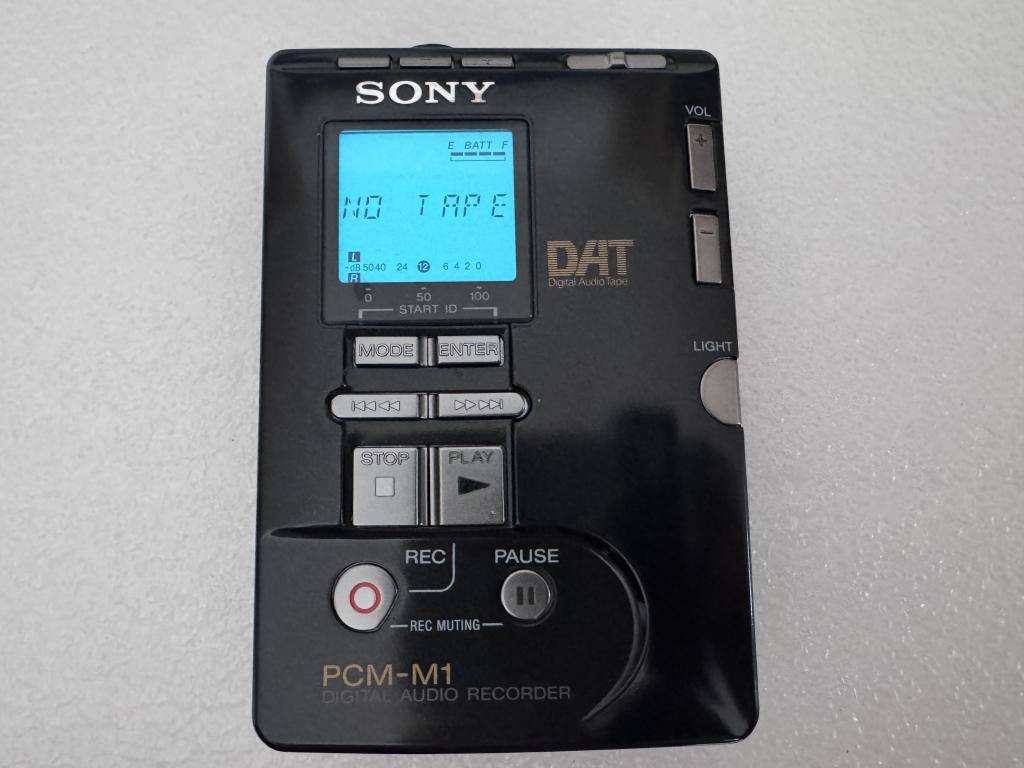 SONY
VOL
+
E BATT F
NO TAPE
−
DAT
Digital Audio Tape
L
-dB 50 40 24 12 6 4 2 0
R
0 50 100
START ID
LIGHT
MODE ENTER
STOP PLAY
REC PAUSE
REC MUTING
PCM-M1
DIGITAL AUDIO RECORDER